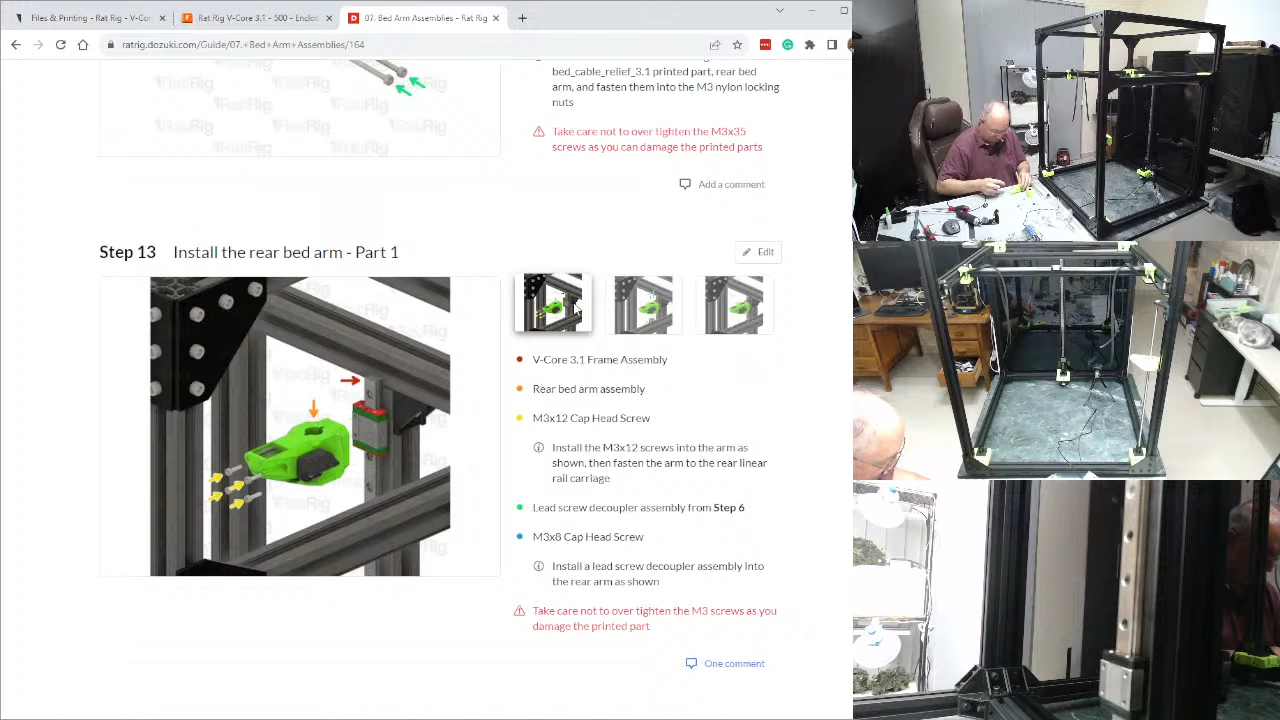 Files & Printing - Rat Rig - V-Cor
Rat Rig V-Core 3.1 - 500 - Enclos
07. Bed Arm Assemblies - Rat Rig
ratrig.dozuki.com/Guide/07.+Bed+Arm+Assemblies/164
bed_cable_relief_3.1 printed part, rear bed
arm, and fasten them into the M3 nylon locking
nuts
Take care not to over tighten the M3x35
screws as you can damage the printed parts
Add a comment
Step 13 Install the rear bed arm - Part 1
Edit
V-Core 3.1 Frame Assembly
Rear bed arm assembly
M3x12 Cap Head Screw
Install the M3x12 screws into the arm as
shown, then fasten the arm to the rear linear
rail carriage
Lead screw decoupler assembly from Step 6
M3x8 Cap Head Screw
Install a lead screw decoupler assembly into
the rear arm as shown
Take care not to over tighten the M3 screws as you
damage the printed part
One comment